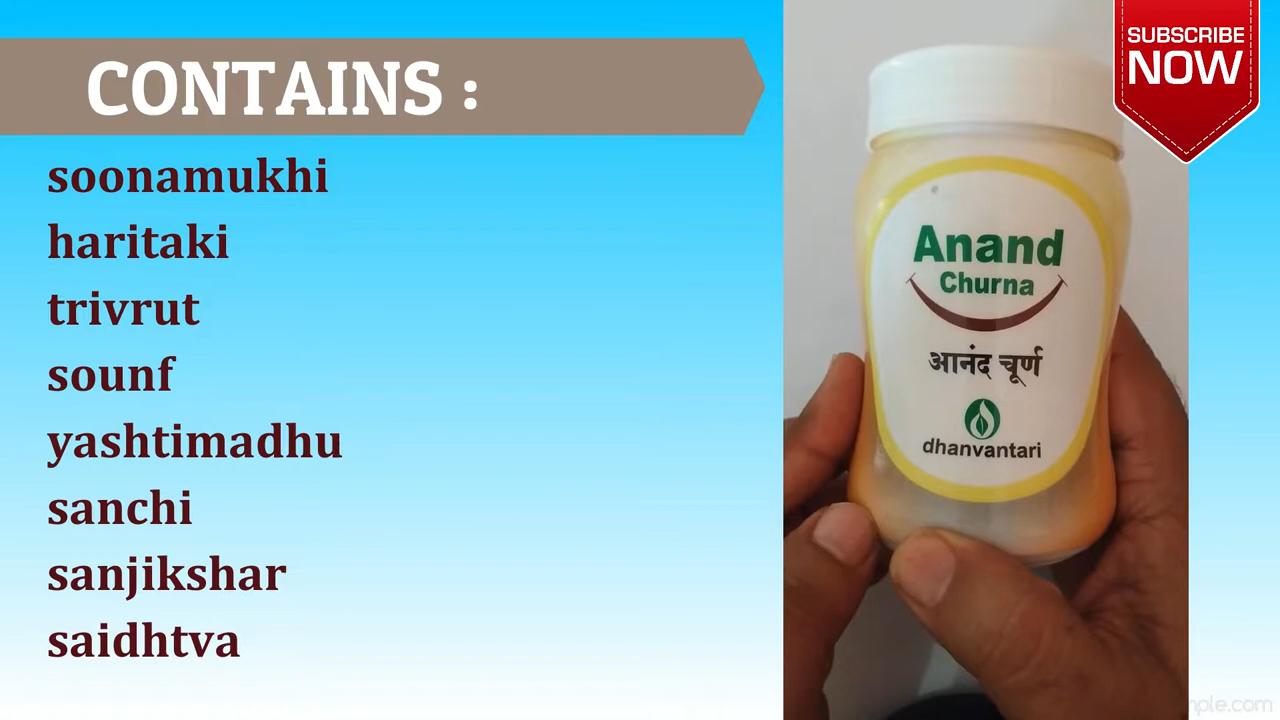 CONTAINS :
soonamukhi
haritaki
trivrut
sounf
yashtimadhu
sanchi
sanjikshar
saidhtva
Anand
Churna
आनंद चूर्ण
dhanvantari
SUBSCRIBE
NOW